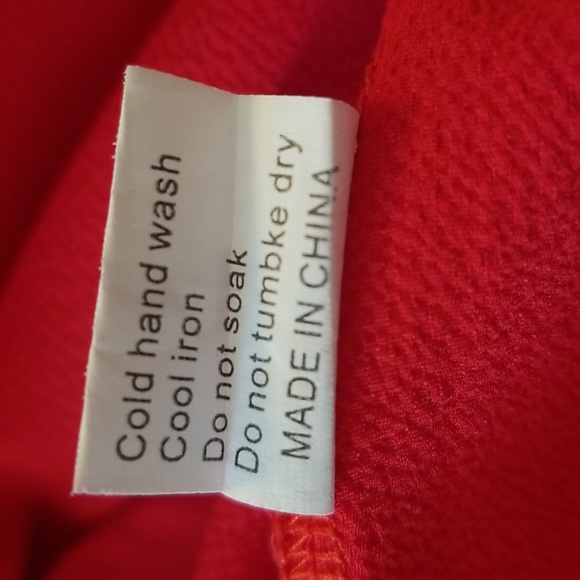 Cold hand wash
Cool iron
Do not soak
Do not tumbke dry
MADE IN CHINA